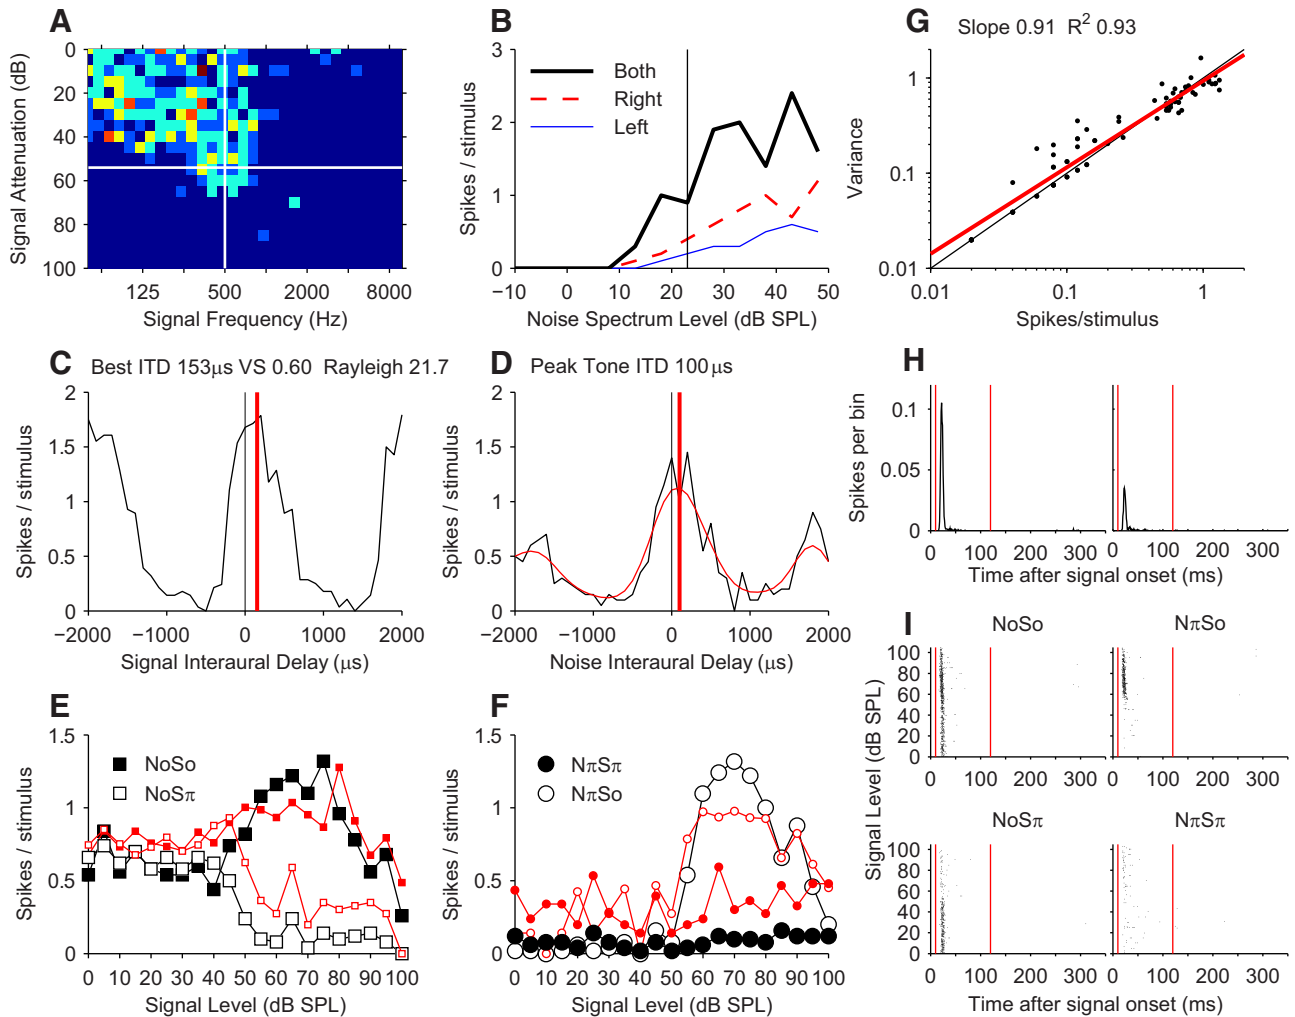 A
Signal Attenuation (dB)
0
20
40
60
80
100
125
500
2000
8000
Signal Frequency (Hz)
B
Spikes / stimulus
3
2
1
0
Both
Right
Left
−10
0
10
20
30
40
50
Noise Spectrum Level (dB SPL)
G
Slope 0.91 R2 0.93
Variance
1
0.1
0.01
0.01
0.1
1
Spikes/stimulus
C
Best ITD 153μs VS 0.60 Rayleigh 21.7
Spikes / stimulus
2
1.5
1
0.5
0
−2000
−1000
0
1000
2000
Signal Interaural Delay (μs)
D
Peak Tone ITD 100μs
Spikes / stimulus
2
1.5
1
0.5
0
−2000
−1000
0
1000
2000
Noise Interaural Delay (μs)
H
Spikes per bin
0.1
0.05
0
0
100
200
300
0
100
200
300
Time after signal onset (ms)
E
Spikes / stimulus
1.5
1
0.5
0
NoSo
NoSπ
0
10
20
30
40
50
60
70
80
90
100
Signal Level (dB SPL)
F
Spikes / stimulus
1.5
1
0.5
0
NπSπ
NπSo
0
10
20
30
40
50
60
70
80
90
100
Signal Level (dB SPL)
I
Signal Level (dB SPL)
NoSo
100
80
60
40
20
0
0
100
200
300
NπSo
0
100
200
300
NoSπ
100
80
60
40
20
0
0
100
200
300
NπSπ
0
100
200
300
Time after signal onset (ms)